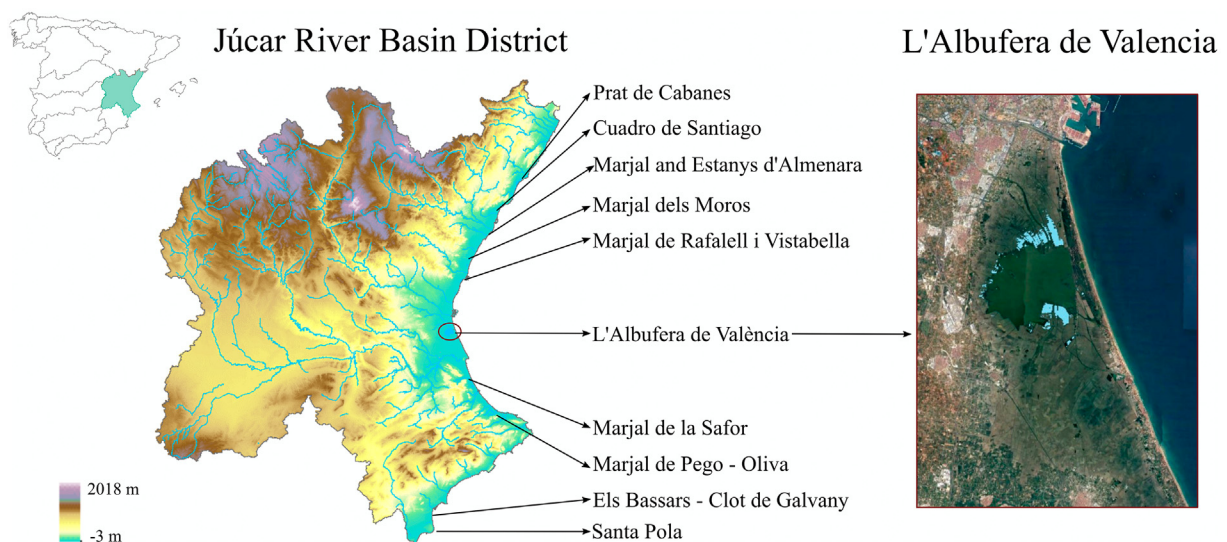 Júcar River Basin District
L'Albufera de Valencia
Prat de Cabanes
Cuadro de Santiago
Marjal and Estanys d'Almenara
Marjal dels Moros
Marjal de Rafalell i Vistabella
L'Albufera de València
Marjal de la Safor
Marjal de Pego - Oliva
Els Bassars - Clot de Galvany
Santa Pola
2018 m
-3 m